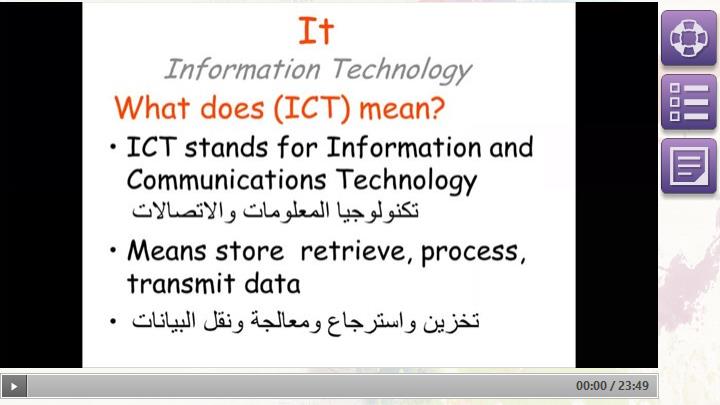 It
Information Technology
What does (ICT) mean?
• ICT stands for Information and
Communications Technology
تكنولوجيا المعلومات والاتصالات
• Means store retrieve, process,
transmit data
• تخزين واسترجاع ومعالجة ونقل البيانات
00:00 / 23:49